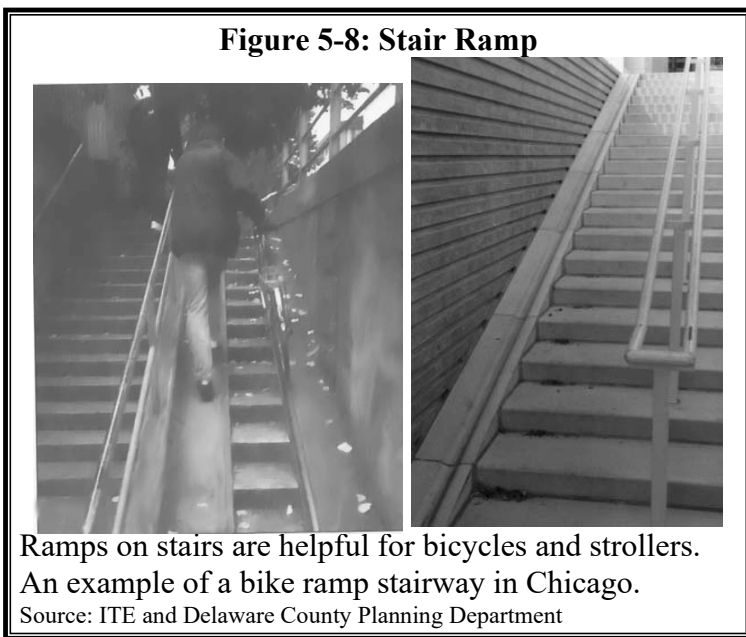 Figure 5-8: Stair Ramp
Ramps on stairs are helpful for bicycles and strollers.
An example of a bike ramp stairway in Chicago.
Source: ITE and Delaware County Planning Department